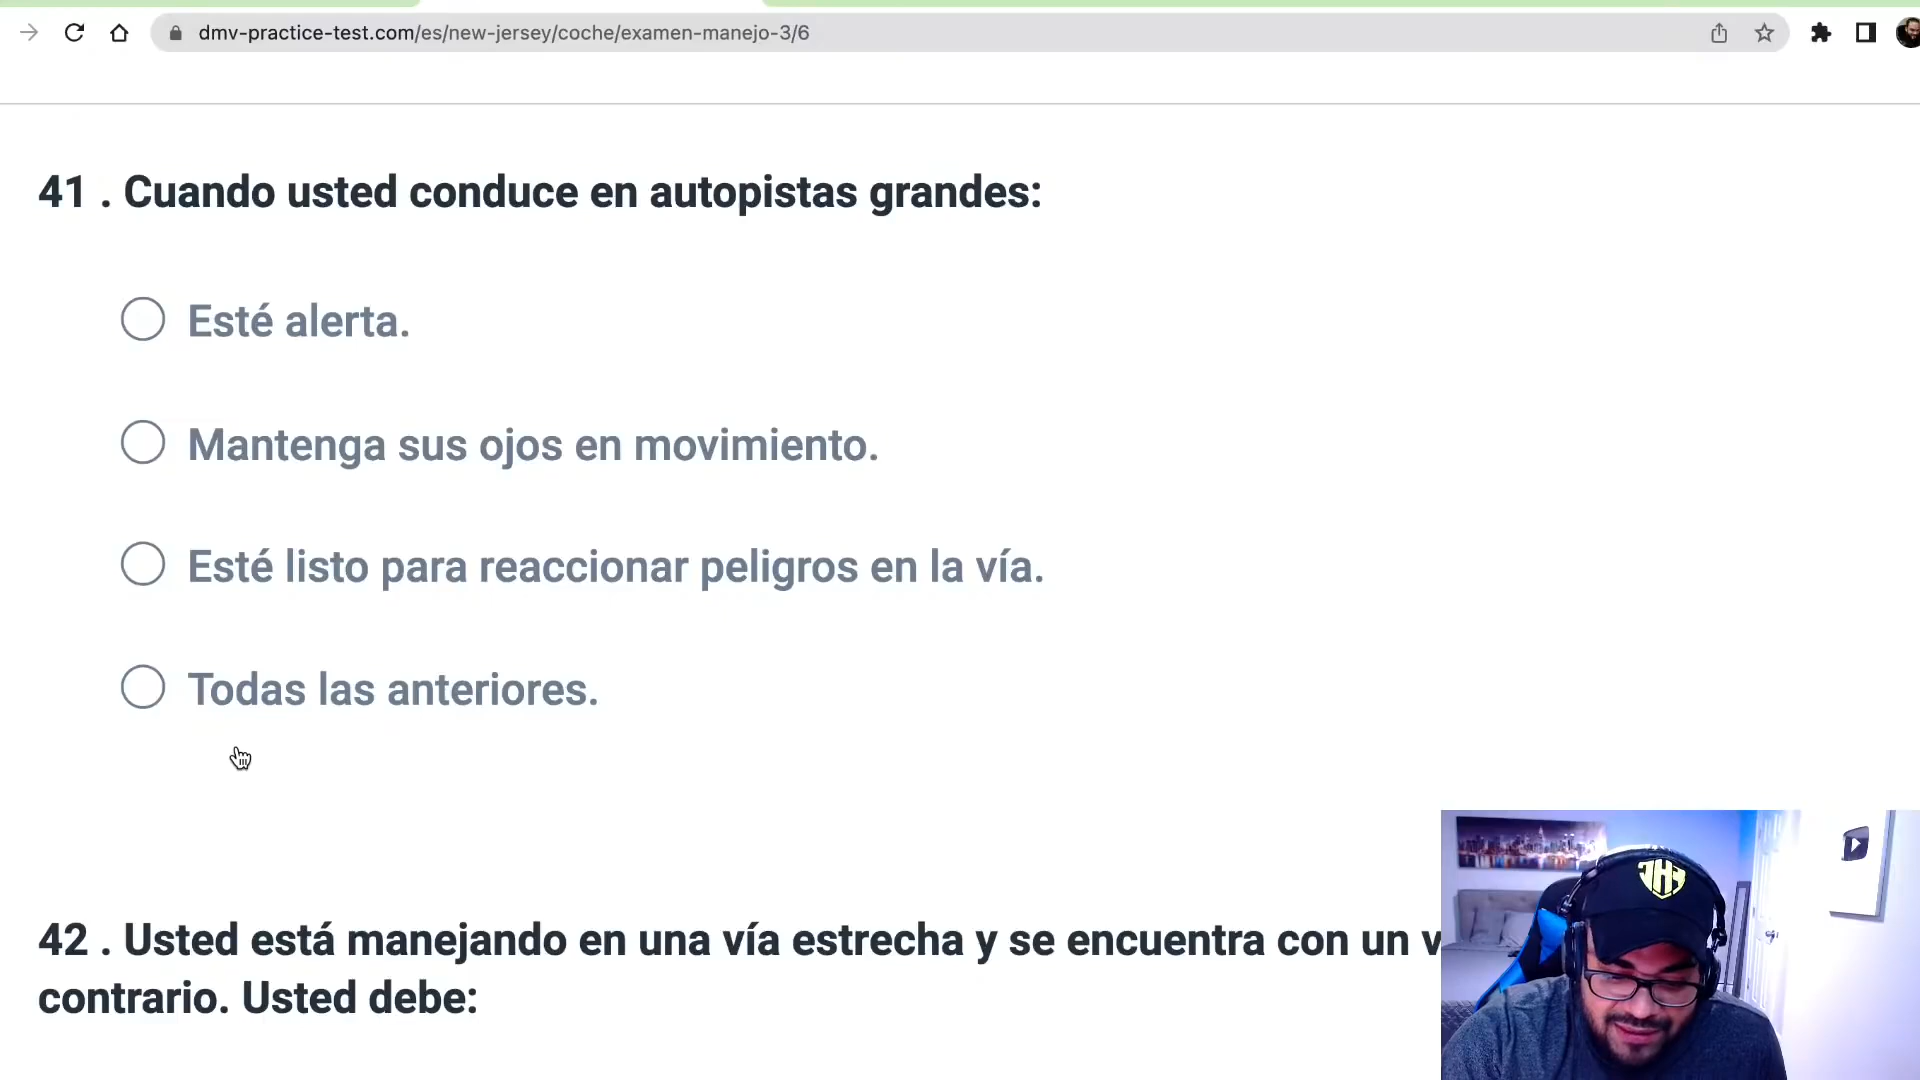 dmv-practice-test.com/es/new-jersey/coche/examen-manejo-3/6
41 . Cuando usted conduce en autopistas grandes:
Esté alerta.
Mantenga sus ojos en movimiento.
Esté listo para reaccionar peligros en la vía.
Todas las anteriores.
42 . Usted está manejando en una vía estrecha y se encuentra con un
contrario. Usted debe: